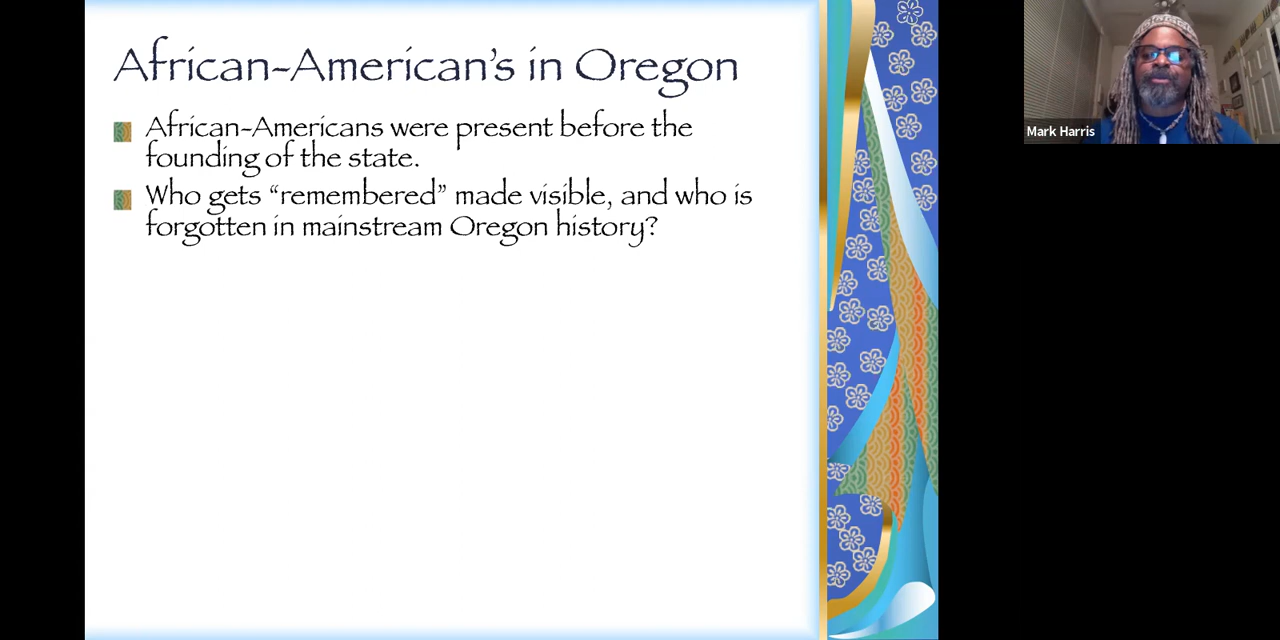 African-American's in Oregon
African-Americans were present before the
founding of the state.
Who gets “remembered” made visible, and who is
forgotten in mainstream Oregon history?
Mark Harris